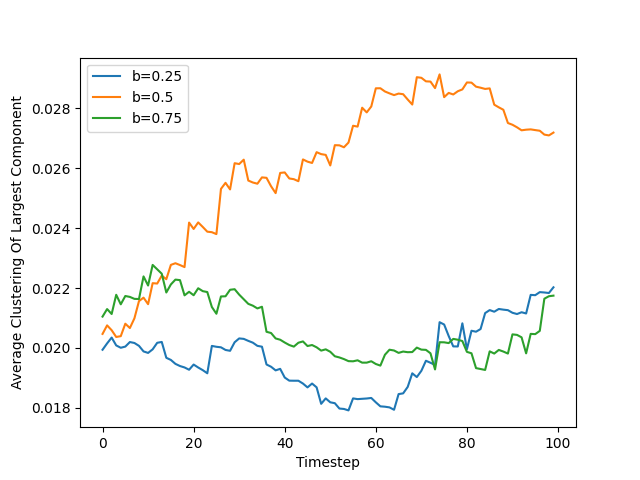 b=0.25
b=0.5
b=0.75
Average Clustering Of Largest Component
0.028
0.026
0.024
0.022
0.020
0.018
0 20 40 60 80 100
Timestep